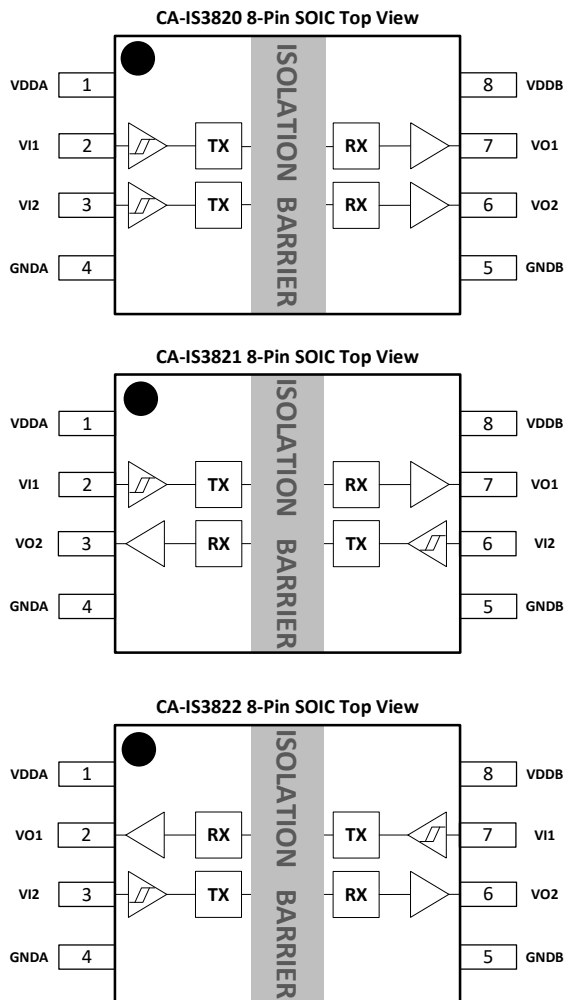 CA-IS3820 8-Pin SOIC Top View
VDDA 1 8 VDDB
VI1 2 TX RX 7 VO1
VI2 3 TX RX 6 VO2
GNDA 4 5 GNDB
ISOLATION BARRIER
CA-IS3821 8-Pin SOIC Top View
VDDA 1 8 VDDB
VI1 2 TX RX 7 VO1
VO2 3 RX TX 6 VI2
GNDA 4 5 GNDB
ISOLATION BARRIER
CA-IS3822 8-Pin SOIC Top View
VDDA 1 8 VDDB
VO1 2 RX TX 7 VI1
VI2 3 TX RX 6 VO2
GNDA 4 5 GNDB
ISOLATION BARRIER